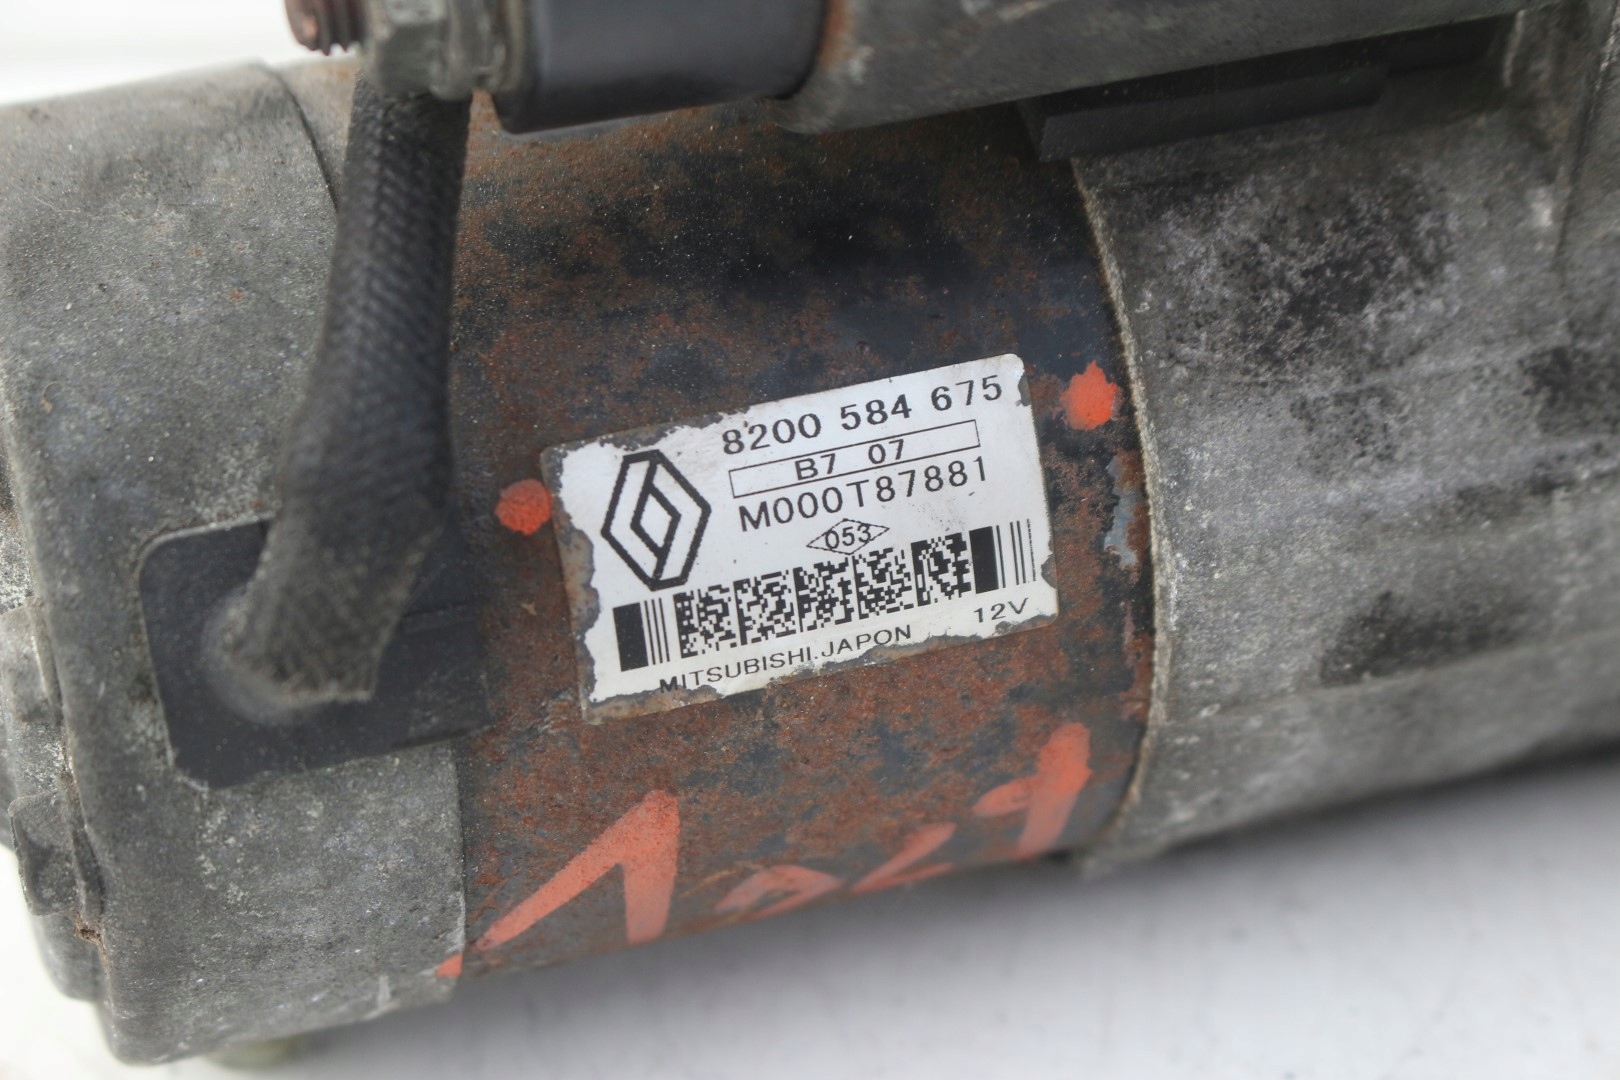 8200 584 675
B7 07
M000T87881
053
MITSUBISHI.JAPON 12V